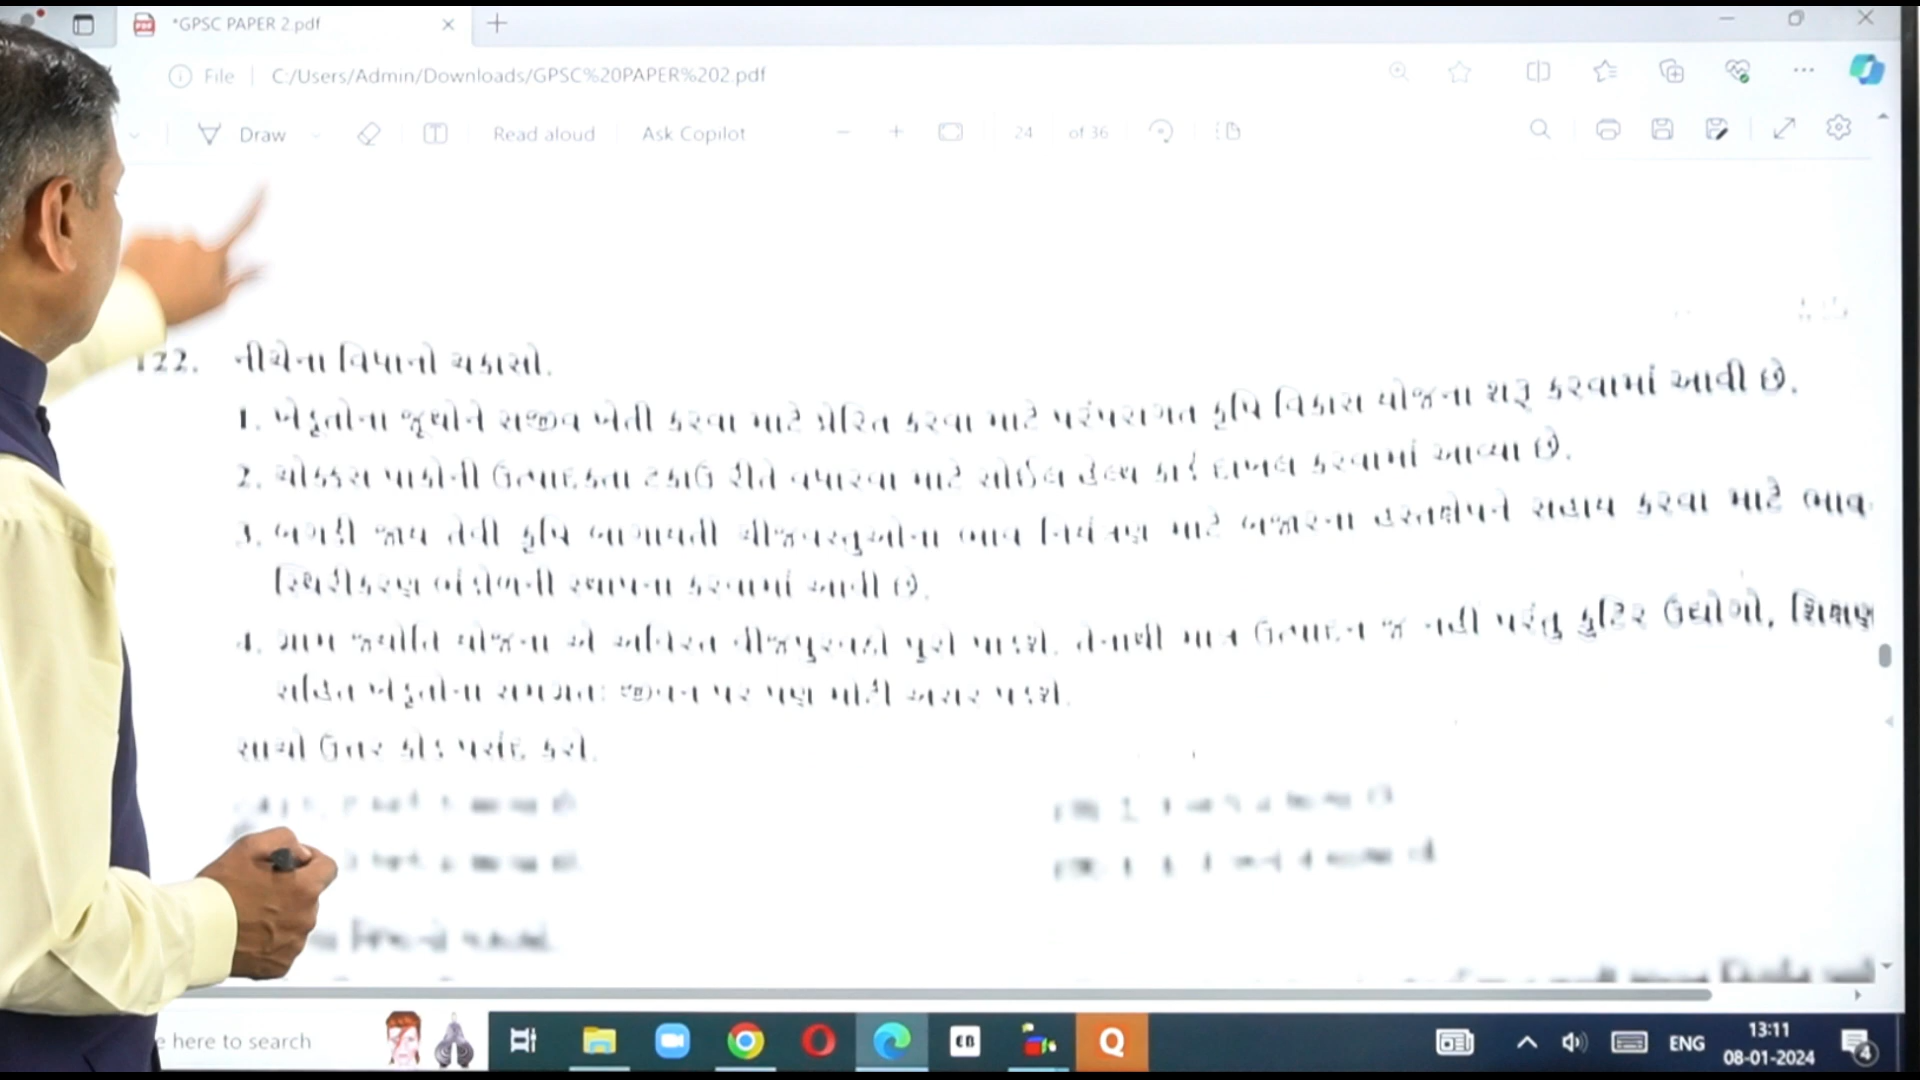 *GPSC PAPER 2.pdf
File C:/Users/Admin/Downloads/GPSC%20PAPER%202.pdf
Draw Read aloud Ask Copilot 24 of 36
122. નીચેના વિધાનો ચકાસો.
1. ખેડૂતોના જૂથોને સજીવ ખેતી કરવા માટે પ્રેરિત કરવા માટે પરંપરાગત કૃષિ વિકાસ યોજના શરૂ કરવામાં આવી છે.
2. ચોક્કસ પાકોની ઉત્પાદકતા ટકાઉ રીતે વધારવા માટે સોઈલ હેલ્થ કાર્ડ દાખલ કરવામાં આવ્યા છે.
3. બગડી જાય તેવી કૃષિ બાગાયતી ચીજવસ્તુઓના ભાવ નિયંત્રણ માટે બજારના હસ્તક્ષેપને સહાય કરવા માટે ભાવ
સ્થિરીકરણ ભંડોળની સ્થાપના કરવામાં આવી છે.
4. ગ્રામ જ્યોતિ યોજના એ અવિરત વીજપુરવઠો પુરો પાડશે. તેનાથી માત્ર ઉત્પાદન જ નહી પરંતુ કુટિર ઉદ્યોગો, શિક્ષણ
સહિત ખેડૂતોના સમગ્રતઃ જીવન પર પણ મોટી અસર પડશે.
સાચો ઉત્તર કોડ પસંદ કરો.
e here to search
ENG
13:11
08-01-2024
4